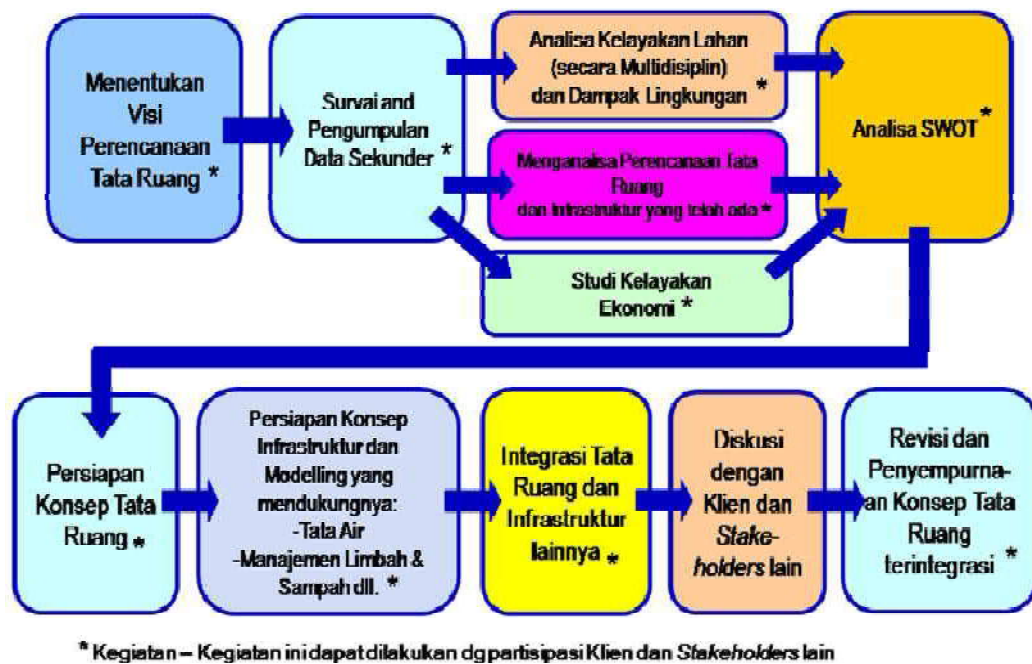 Menentukan
Visi
Perencanaan
Tata Ruang *
Survai and
Pengumpulan
Data Sekunder *
Analisa Kelayakan Lahan
(secara Multidisiplin)
dan Dampak Lingkungan *
Menganalisa Perencanaan Tata
Ruang
dan Infrastruktur yang telah ada *
Studi Kelayakan
Ekonomi *
Analisa SWOT *
Persiapan
Konsep Tata
Ruang *
Persiapan Konsep
Infrastruktur dan
Modelling yang
mendukungnya:
-Tata Air
-Manajemen Limbah &
Sampah dll. *
Integrasi Tata
Ruang dan
Infrastruktur
lainnya *
Diskusi
dengan
Klien dan
Stake-
holders lain
Revisi dan
Penyempurna-
an Konsep Tata
Ruang
terintegrasi *
* Kegiatan – Kegiatan ini dapat dilakukan dg partisipasi Klien dan Stakeholders lain